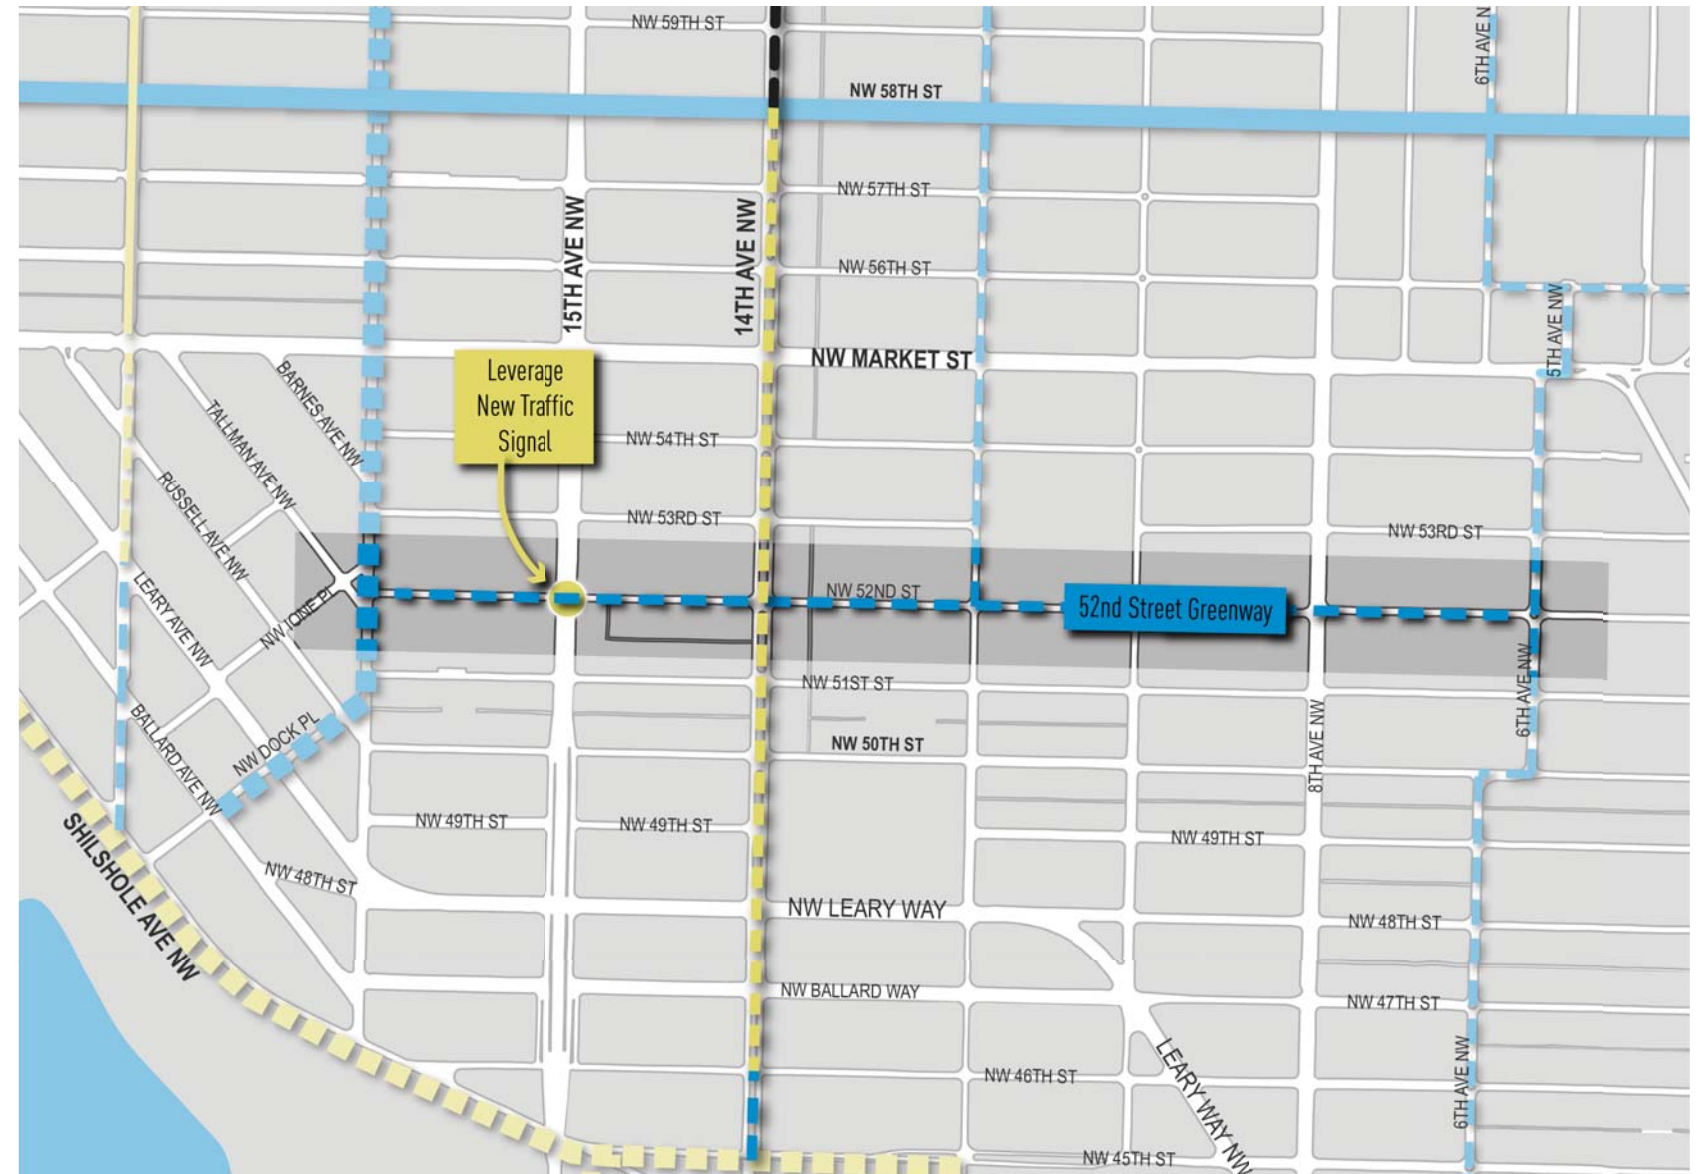 NW 59TH ST
6TH AVE N
NW 58TH ST
NW 57TH ST
15TH AVE NW
14TH AVE NW
NW 56TH ST
5TH AVE NW
NW MARKET ST
BARNES AVE NW
Leverage
New Traffic
Signal
TALLMAN AVE NW
NW 54TH ST
RUSSELL AVE NW
NW 53RD ST
NW 53RD ST
LEARY AVE NW
NW IONE PL
NW 52ND ST
52nd Street Greenway
6TH AVE NW
NW 51ST ST
BALLARD AVE NW
NW DOCK PL
NW 50TH ST
8TH AVE NW
SHILSHOLE AVE NW
NW 49TH ST
NW 49TH ST
NW 49TH ST
NW 48TH ST
NW LEARY WAY
NW 48TH ST
NW BALLARD WAY
NW 47TH ST
LEARY WAY NW
6TH AVE NW
NW 46TH ST
NW 45TH ST